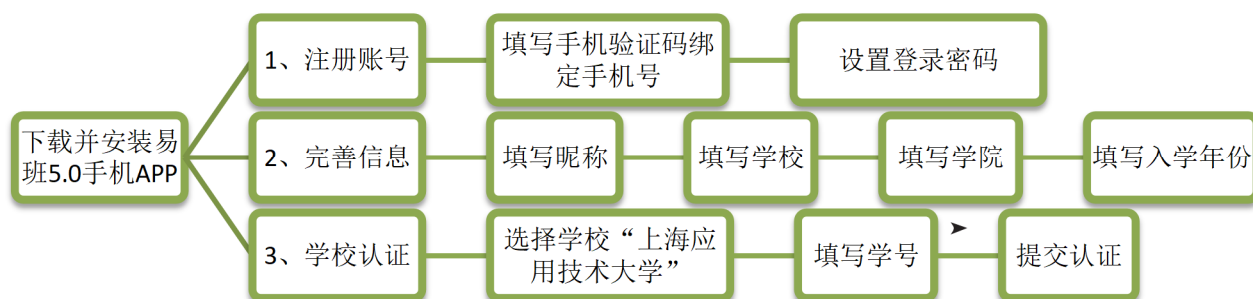 下载并安装易
班5.0手机APP
1、注册账号
填写手机验证码绑
定手机号
设置登录密码
2、完善信息
填写昵称
填写学校
填写学院
填写入学年份
3、学校认证
选择学校“上海应
用技术大学”
填写学号
提交认证